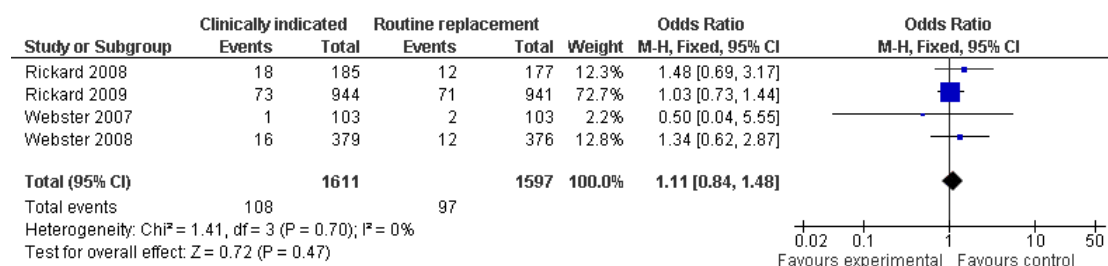 Clinically indicated Routine replacement Odds Ratio Odds Ratio
Study or Subgroup Events Total Events Total Weight M-H, Fixed, 95% CI M-H, Fixed, 95% CI
Rickard 2008 18 185 12 177 12.3% 1.48 [0.69, 3.17]
Rickard 2009 73 944 71 941 72.7% 1.03 [0.73, 1.44]
Webster 2007 1 103 2 103 2.2% 0.50 [0.04, 5.55]
Webster 2008 16 379 12 376 12.8% 1.34 [0.62, 2.87]
Total (95% CI) 1611 1597 100.0% 1.11 [0.84, 1.48]
Total events 108 97
Heterogeneity: Chi² = 1.41, df = 3 (P = 0.70); I² = 0%
Test for overall effect: Z = 0.72 (P = 0.47)
0.02 0.1 1 10 50
Favours experimental Favours control